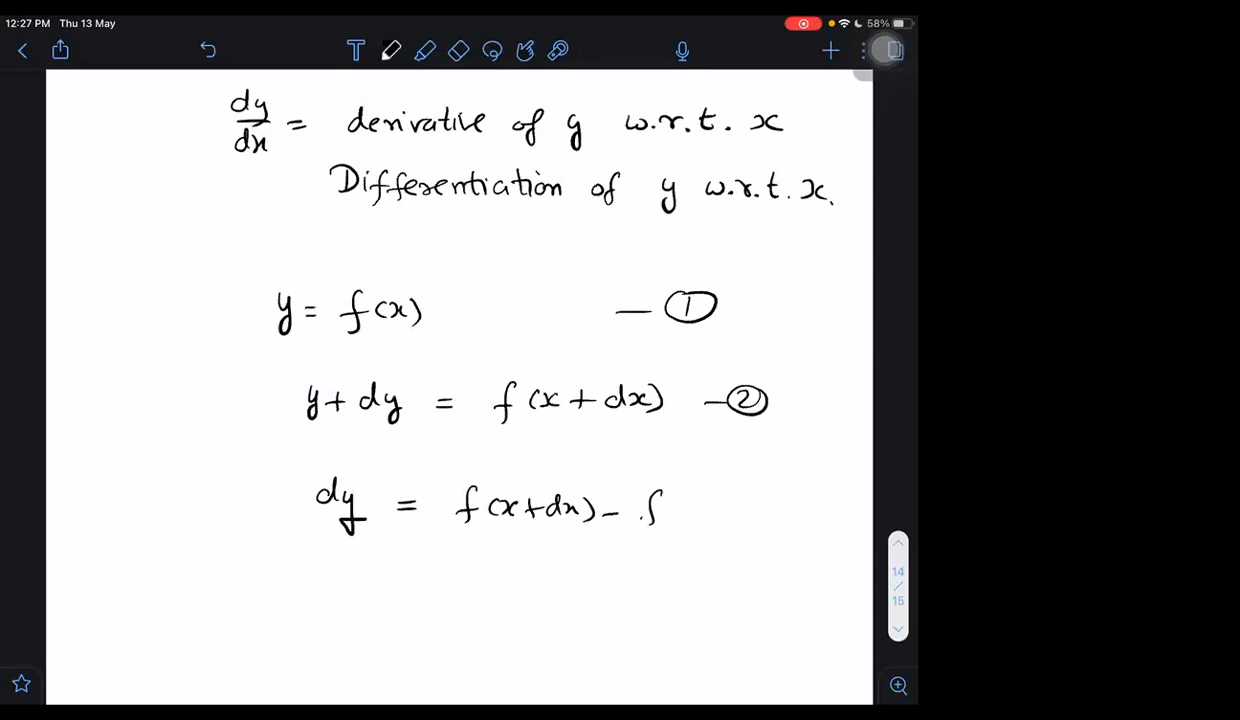 12:27 PM Thu 13 May
58%
T
dy/dx = derivative of y w.r.t. x
Differentiation of y w.r.t. x.
y = f(x) — ①
y + dy = f(x + dx) — ②
dy = f(x+dx) - f
14
/
15